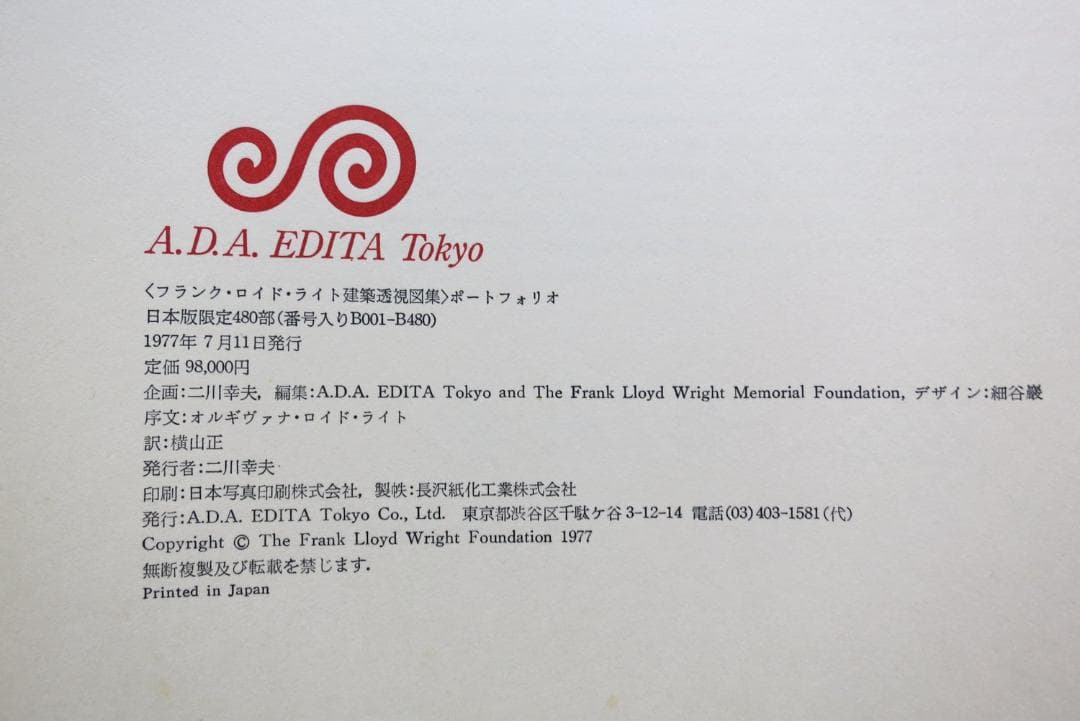 A.D.A. EDITA Tokyo
〈フランク・ロイド・ライト建築透視図集〉ポートフォリオ
日本版限定480部(番号入りB001-B480)
1977年 7月11日発行
定価 98,000円
企画:二川幸夫, 編集:A.D.A. EDITA Tokyo and The Frank Lloyd Wright Memorial Foundation, デザイン:細谷巖
序文:オルギヴァナ・ロイド・ライト
訳:横山正
発行者:二川幸夫
印刷:日本写真印刷株式会社, 製帙:長沢紙化工業株式会社
発行:A.D.A. EDITA Tokyo Co., Ltd. 東京都渋谷区千駄ケ谷3-12-14 電話(03)403-1581(代)
Copyright © The Frank Lloyd Wright Foundation 1977
無断複製及び転載を禁じます.
Printed in Japan